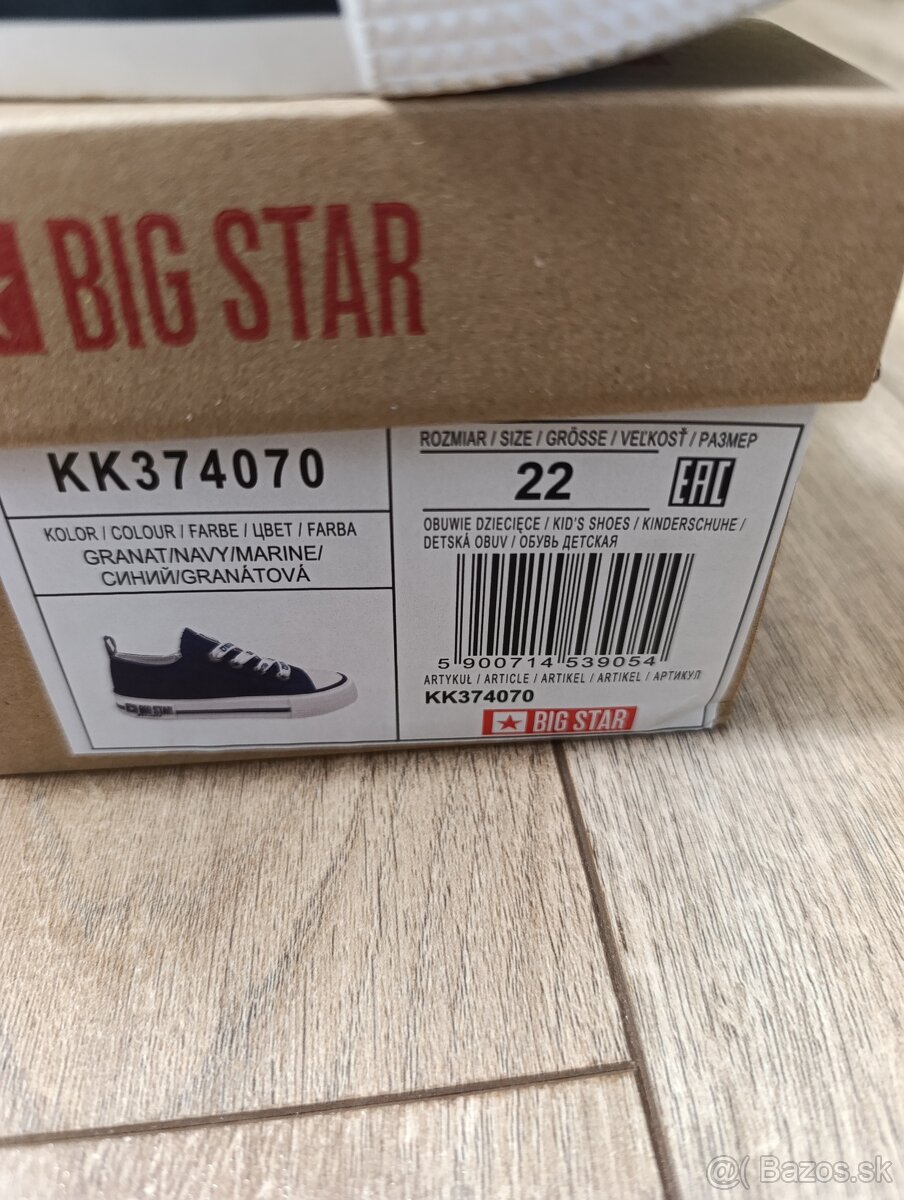 BIG STAR
KK374070
KOLOR / COLOUR / FARBE / ЦВЕТ / FARBA
GRANAT/NAVY/MARINE/
СИНИЙ/GRANÁTOVÁ
BIG STAR
ROZMIAR / SIZE / GRÖSSE / VEĽKOSŤ / РАЗМЕР
22
EAC
OBUWIE DZIECIĘCE / KID'S SHOES / KINDERSCHUHE /
DETSKÁ OBUV / ОБУВЬ ДЕТСКАЯ
5 900714 539054
ARTYKUŁ / ARTICLE / ARTIKEL / ARTIKEL / АРТИКУЛ
KK374070
BIG STAR
@( Bazos.sk